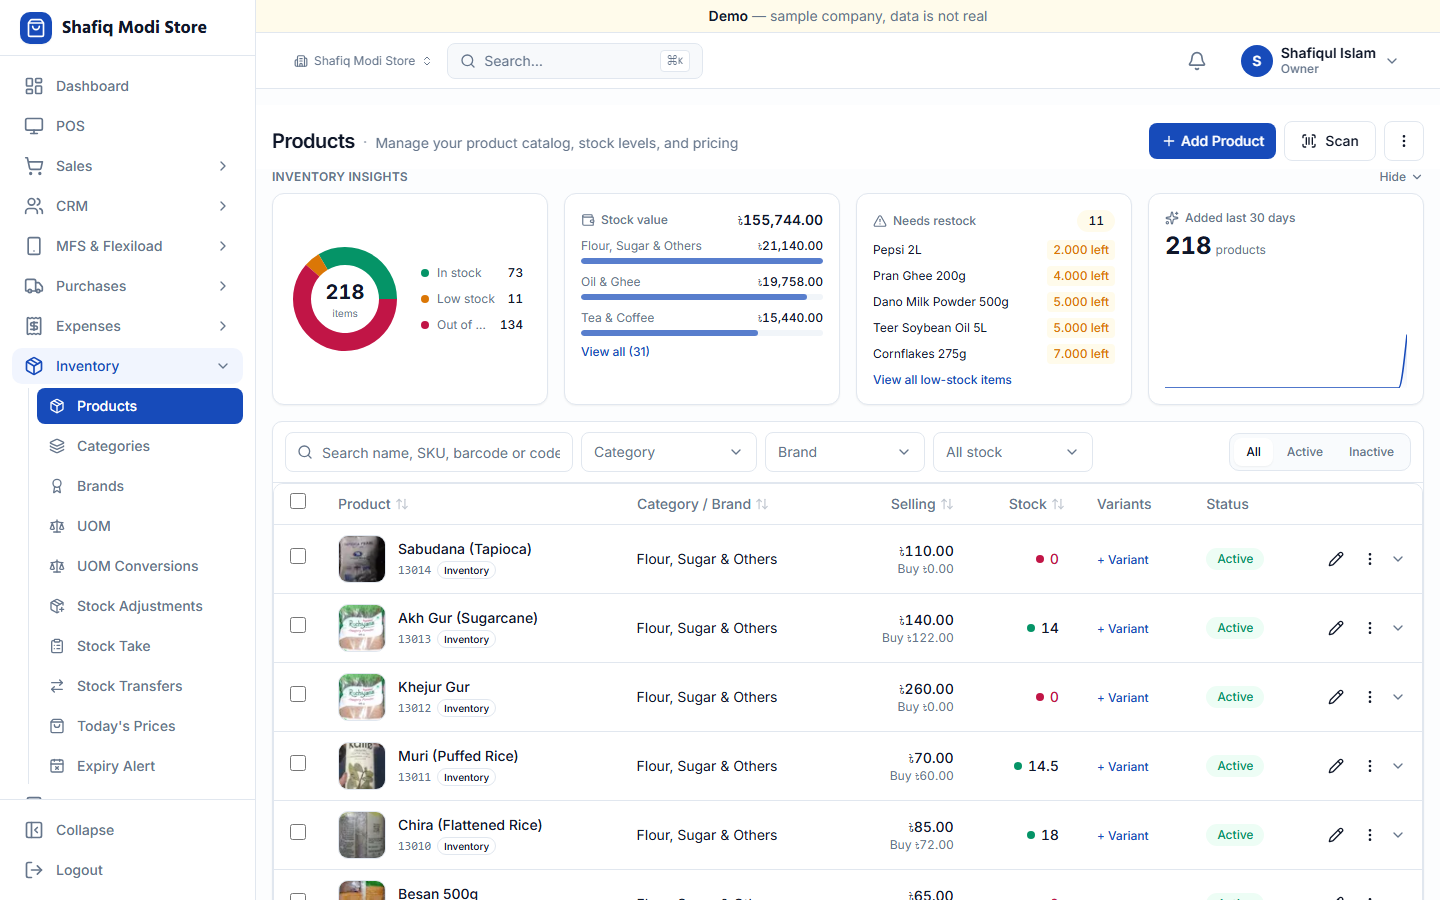 Shafiq Modi Store
Dashboard
POS
Sales
CRM
MFS & Flexiload
Purchases
Expenses
Inventory
Products
Categories
Brands
UOM
UOM Conversions
Stock Adjustments
Stock Take
Stock Transfers
Today's Prices
Expiry Alert
Collapse
Logout
Demo — sample company, data is not real
Shafiq Modi Store
Search...
⌘K
S
Shafiqul Islam
Owner
Products · Manage your product catalog, stock levels, and pricing
+ Add Product
Scan
INVENTORY INSIGHTS
Hide
218
items
In stock 73
Low stock 11
Out of ... 134
Stock value ৳155,744.00
Flour, Sugar & Others ৳21,140.00
Oil & Ghee ৳19,758.00
Tea & Coffee ৳15,440.00
View all (31)
Needs restock 11
Pepsi 2L 2.000 left
Pran Ghee 200g 4.000 left
Dano Milk Powder 500g 5.000 left
Teer Soybean Oil 5L 5.000 left
Cornflakes 275g 7.000 left
View all low-stock items
Added last 30 days
218 products
Search name, SKU, barcode or code
Category
Brand
All stock
All Active Inactive
Product Category / Brand Selling Stock Variants Status
Sabudana (Tapioca)
13014 Inventory
Flour, Sugar & Others
৳110.00
Buy ৳0.00
0
+ Variant
Active
Akh Gur (Sugarcane)
13013 Inventory
Flour, Sugar & Others
৳140.00
Buy ৳122.00
14
+ Variant
Active
Khejur Gur
13012 Inventory
Flour, Sugar & Others
৳260.00
Buy ৳0.00
0
+ Variant
Active
Muri (Puffed Rice)
13011 Inventory
Flour, Sugar & Others
৳70.00
Buy ৳60.00
14.5
+ Variant
Active
Chira (Flattened Rice)
13010 Inventory
Flour, Sugar & Others
৳85.00
Buy ৳72.00
18
+ Variant
Active
Besan 500g
৳65.00